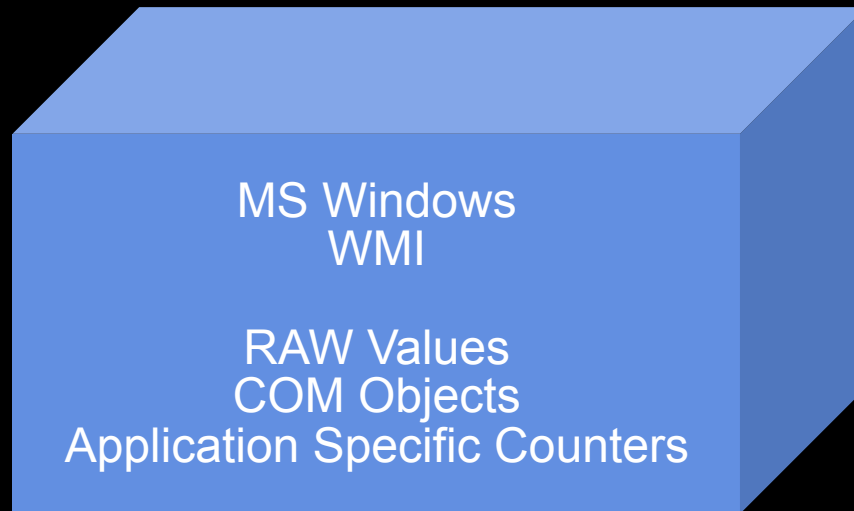 MS Windows
WMI
RAW Values
COM Objects
Application Specific Counters